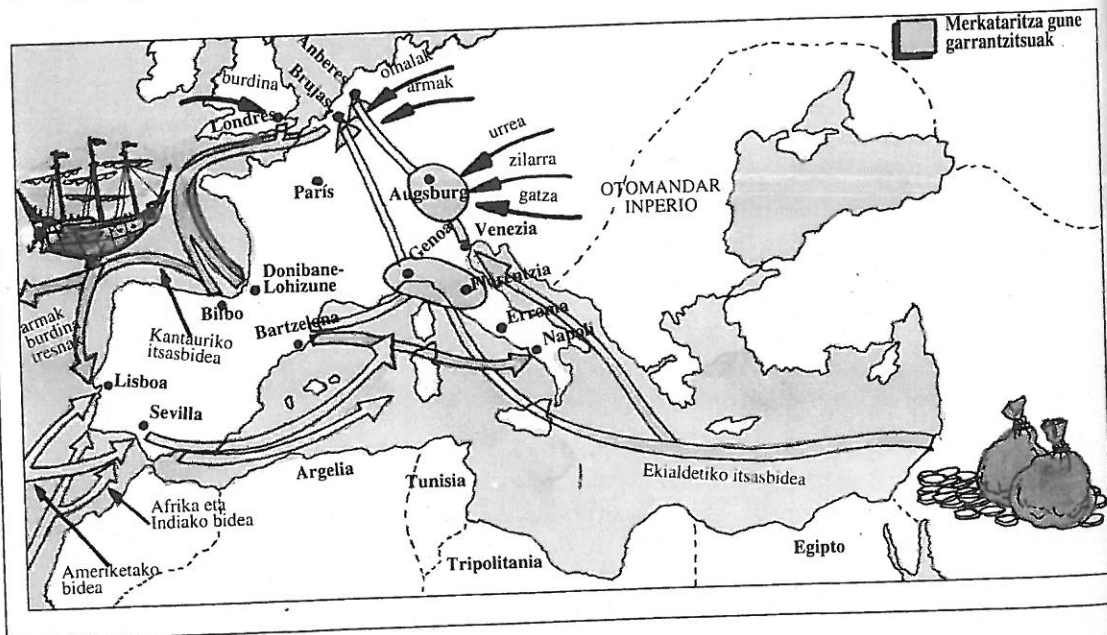 Merkataritza gune
garrantzitsuak
Anberes
Brujas
oihalak
armak
burdina
Londres
urrea
zilarra
gatza
París
Augsburg
OTOMANDAR
INPERIO
Venezia
Genoa
Florentzia
Donibane-
Lohizune
Bilbo
Erroma
Napoli
Bartzelona
armak
burdina
tresnak
Kantauriko
itsasbidea
Lisboa
Sevilla
Argelia
Tunisia
Ekialdetiko itsasbidea
Afrika eta
Indiako bidea
Ameriketako
bidea
Tripolitania
Egipto